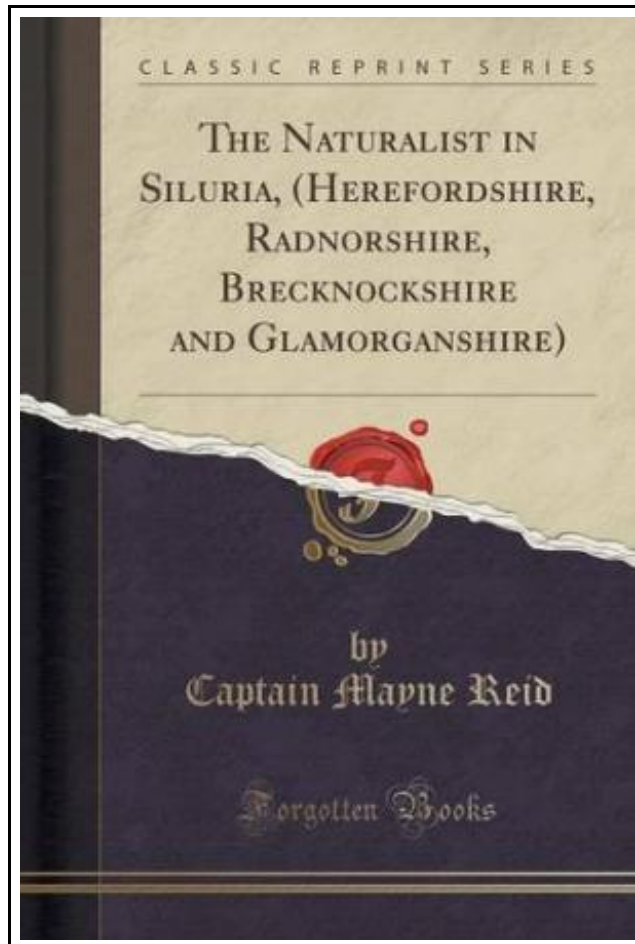 CLASSIC REPRINT SERIES
THE NATURALIST IN
SILURIA, (HEREFORDSHIRE,
RADNORSHIRE,
BRECKNOCKSHIRE
AND GLAMORGANSHIRE)
by
Captain Mayne Reid
Forgotten Books